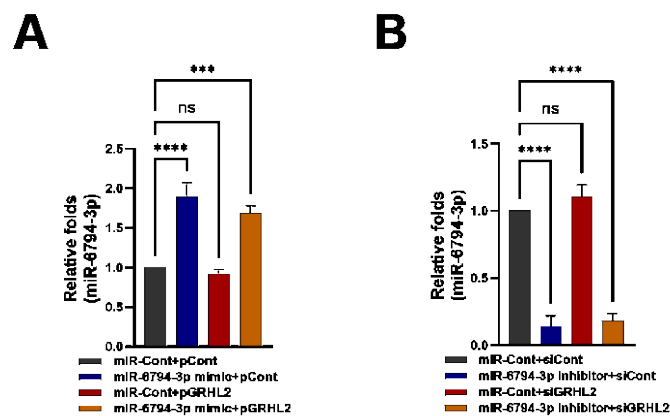 A
B
***
ns
****
2.5
2.0
1.5
1.0
0.5
0.0
Relative folds
(miR-6794-3p)
miR-Cont+pCont
miR-6794-3p mimic+pCont
miR-Cont+pGRHL2
miR-6794-3p mimic+pGRHL2
****
ns
****
1.5
1.0
0.5
0.0
Relative folds
(miR-6794-3p)
miR-Cont+siCont
miR-6794-3p Inhibitor+siCont
miR-Cont+siGRHL2
miR-6794-3p Inhibitor+siGRHL2